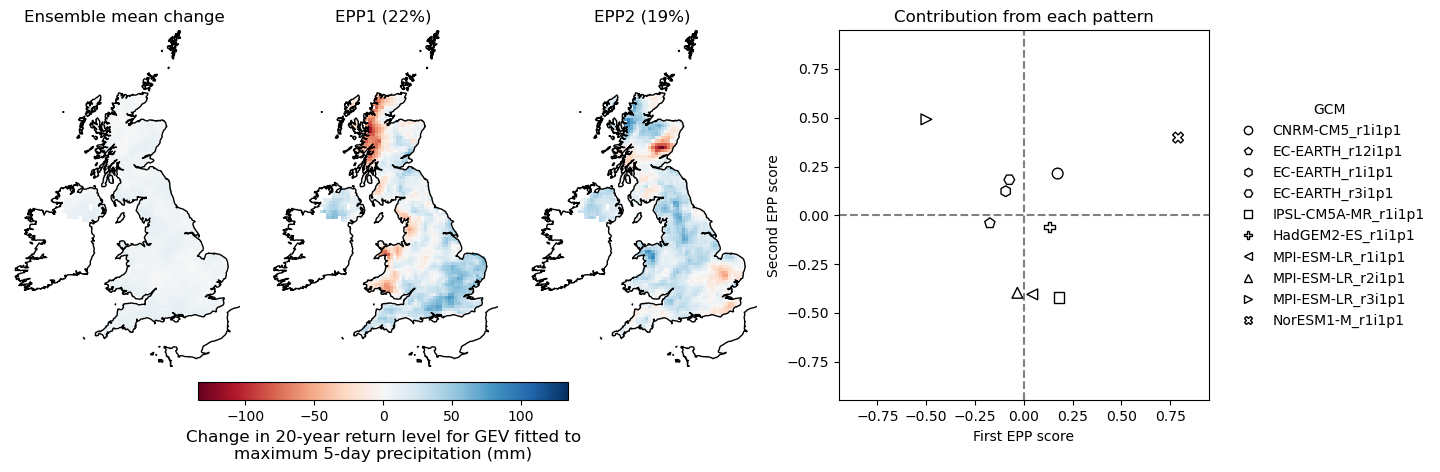 Ensemble mean change
EPP1 (22%)
EPP2 (19%)
−100 −50 0 50 100
Change in 20-year return level for GEV fitted to
maximum 5-day precipitation (mm)
Contribution from each pattern
0.75
0.50
0.25
0.00
−0.25
−0.50
−0.75
Second EPP score
−0.75 −0.50 −0.25 0.00 0.25 0.50 0.75
First EPP score
GCM
CNRM-CM5_r1i1p1
EC-EARTH_r12i1p1
EC-EARTH_r1i1p1
EC-EARTH_r3i1p1
IPSL-CM5A-MR_r1i1p1
HadGEM2-ES_r1i1p1
MPI-ESM-LR_r1i1p1
MPI-ESM-LR_r2i1p1
MPI-ESM-LR_r3i1p1
NorESM1-M_r1i1p1